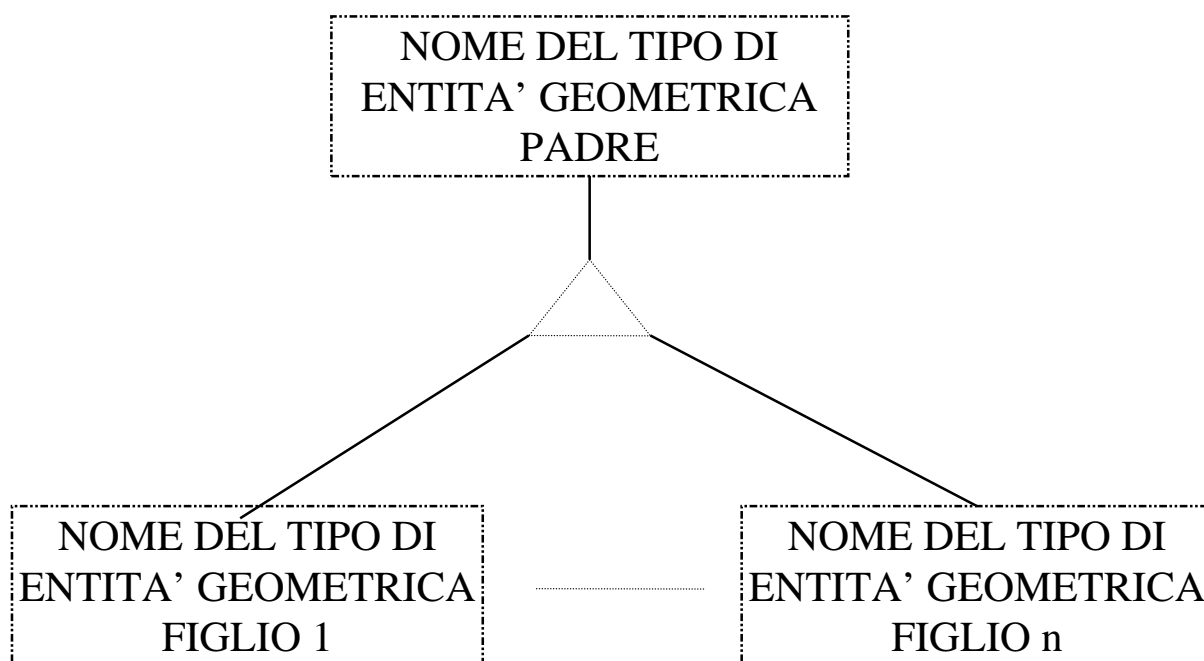 NOME DEL TIPO DI
ENTITA’ GEOMETRICA
PADRE
NOME DEL TIPO DI
ENTITA’ GEOMETRICA
FIGLIO 1
NOME DEL TIPO DI
ENTITA’ GEOMETRICA
FIGLIO n